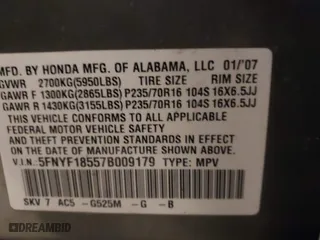 MFD. BY HONDA MFG. OF ALABAMA, LLC 01/'07
GVWR 2700KG(5950LBS) TIRE SIZE RIM SIZE
GAWR F 1300KG(2865LBS) P235/70R16 104S 16X6.5JJ
GAWR R 1430KG(3155LBS) P235/70R16 104S 16X6.5JJ
THIS VEHICLE CONFORMS TO ALL APPLICABLE
FEDERAL MOTOR VEHICLE SAFETY
AND THEFT PREVENTION STANDARDS IN EFFECT
ON THE DATE OF MANUFACTURE SHOWN ABOVE.
V.I.N. 5FNYF18557B009179 TYPE: MPV
SKV 7 AC5 -G525M -G -B
DREAMBID